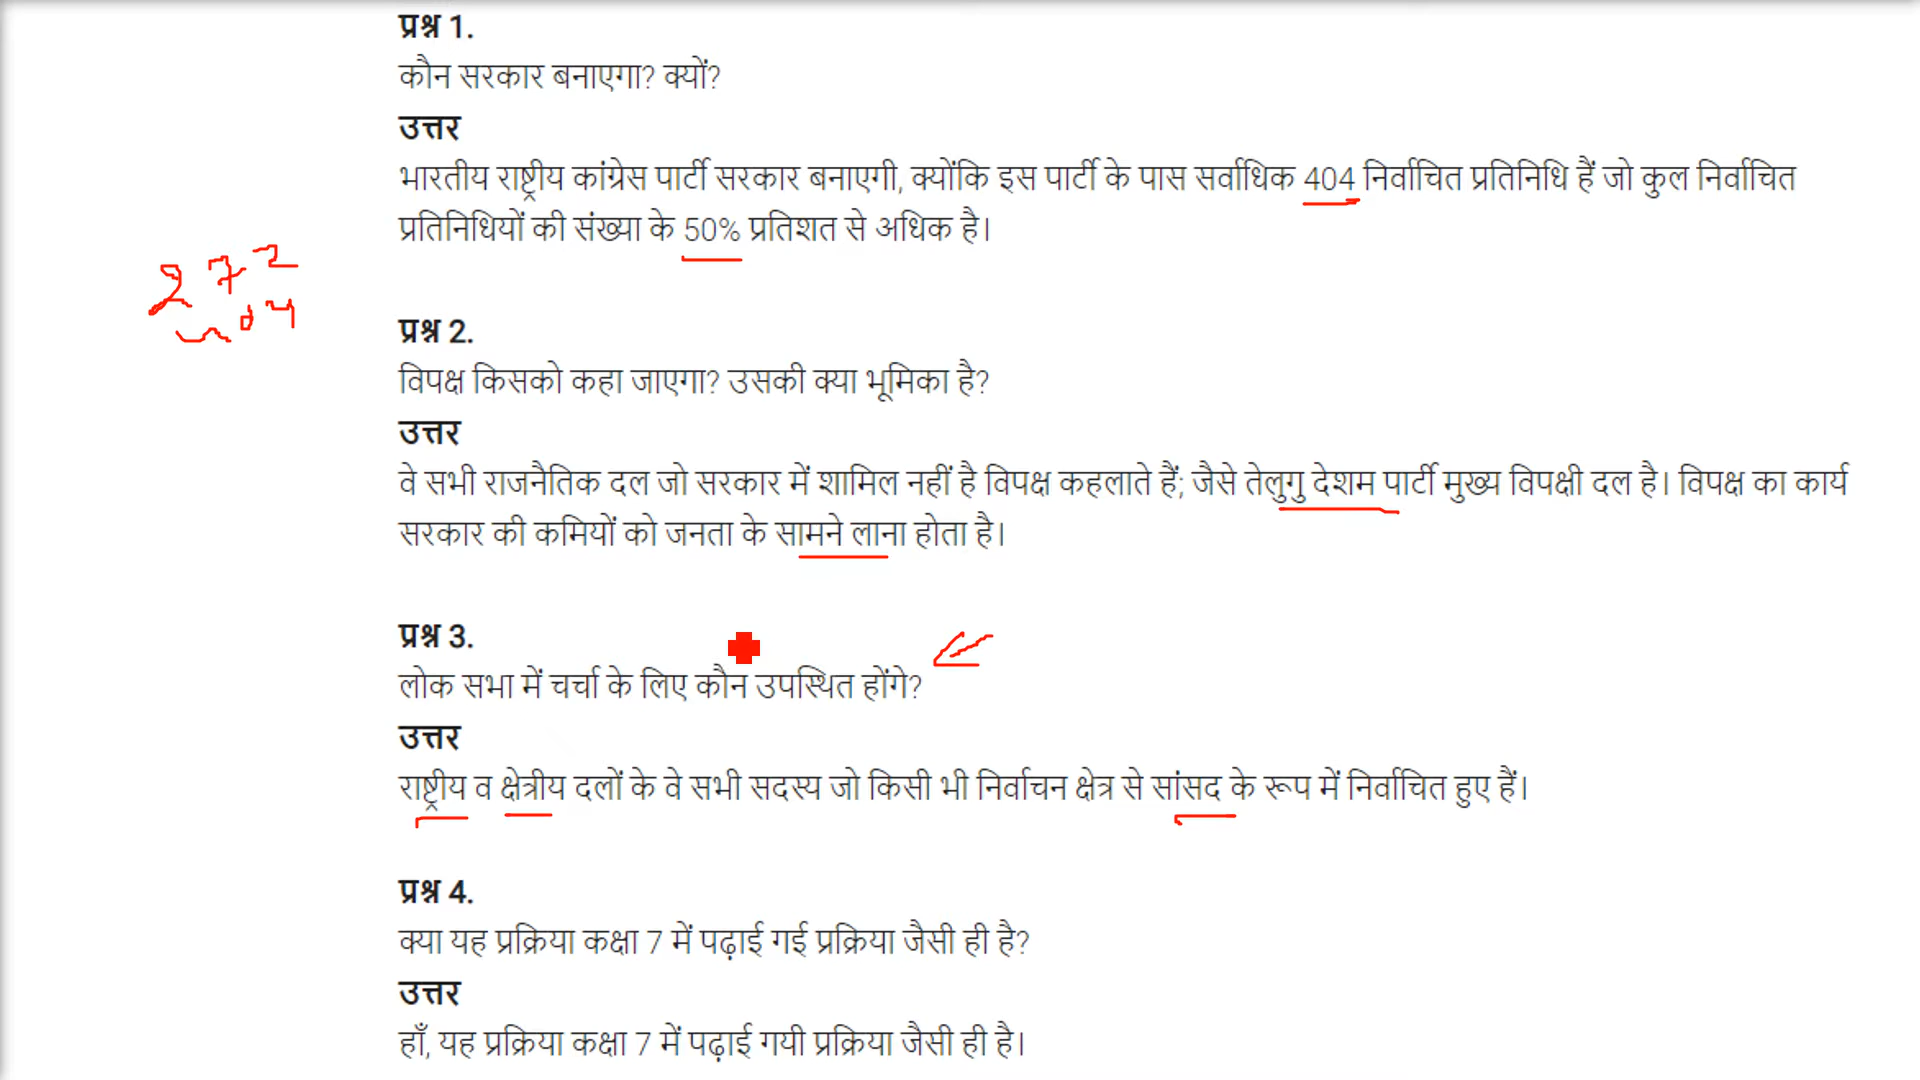 प्रश्न 1.
कौन सरकार बनाएगा? क्यों?
उत्तर
भारतीय राष्ट्रीय कांग्रेस पार्टी सरकार बनाएगी, क्योंकि इस पार्टी के पास सर्वाधिक 404 निर्वाचित प्रतिनिधि हैं जो कुल निर्वाचित
प्रतिनिधियों की संख्या के 50% प्रतिशत से अधिक है।
272
प्रश्न 2.
विपक्ष किसको कहा जाएगा? उसकी क्या भूमिका है?
उत्तर
वे सभी राजनैतिक दल जो सरकार में शामिल नहीं है विपक्ष कहलाते हैं; जैसे तेलुगु देशम पार्टी मुख्य विपक्षी दल है। विपक्ष का कार्य
सरकार की कमियों को जनता के सामने लाना होता है।
प्रश्न 3.
लोक सभा में चर्चा के लिए कौन उपस्थित होंगे?
उत्तर
राष्ट्रीय व क्षेत्रीय दलों के वे सभी सदस्य जो किसी भी निर्वाचन क्षेत्र से सांसद के रूप में निर्वाचित हुए हैं।
प्रश्न 4.
क्या यह प्रक्रिया कक्षा 7 में पढ़ाई गई प्रक्रिया जैसी ही है?
उत्तर
हाँ, यह प्रक्रिया कक्षा 7 में पढ़ाई गयी प्रक्रिया जैसी ही है।